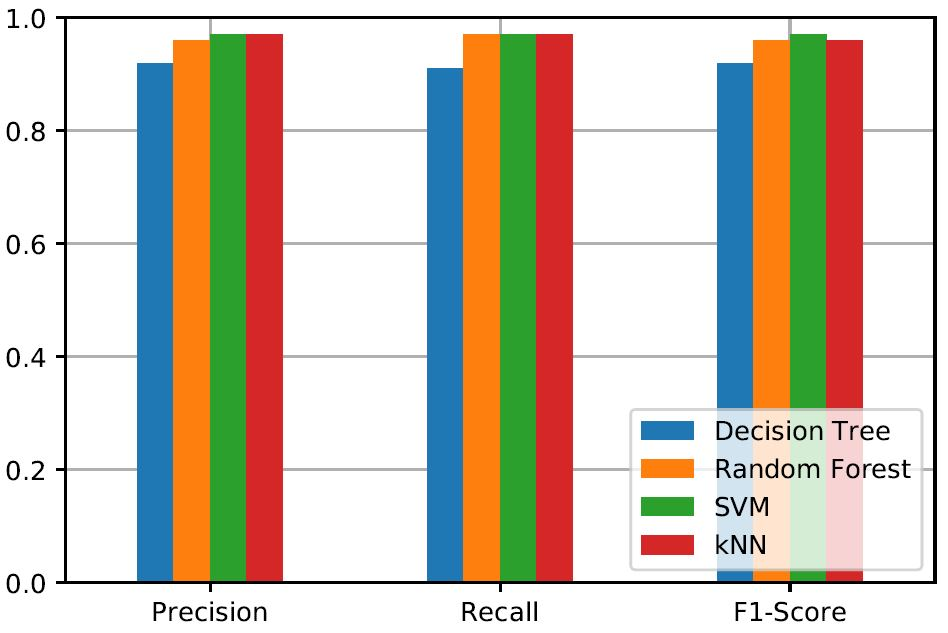 1.0
0.8
0.6
0.4
0.2
0.0
Precision
Recall
F1-Score
Decision Tree
Random Forest
SVM
kNN